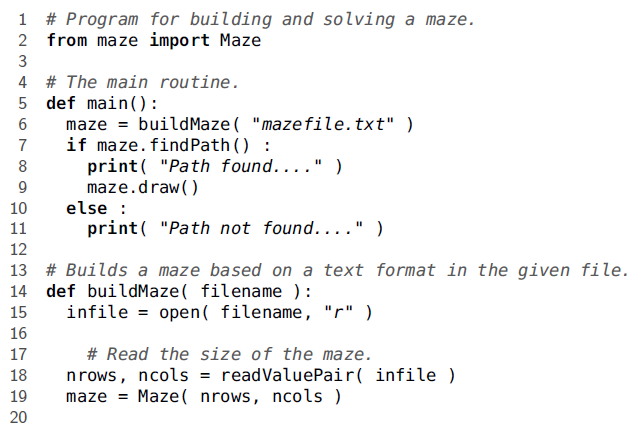 1 # Program for building and solving a maze.
2 from maze import Maze
3
4 # The main routine.
5 def main():
6   maze = buildMaze( "mazefile.txt" )
7   if maze.findPath() :
8     print( "Path found...." )
9     maze.draw()
10   else :
11     print( "Path not found...." )
12
13 # Builds a maze based on a text format in the given file.
14 def buildMaze( filename ):
15   infile = open( filename, "r" )
16
17     # Read the size of the maze.
18   nrows, ncols = readValuePair( infile )
19   maze = Maze( nrows, ncols )
20